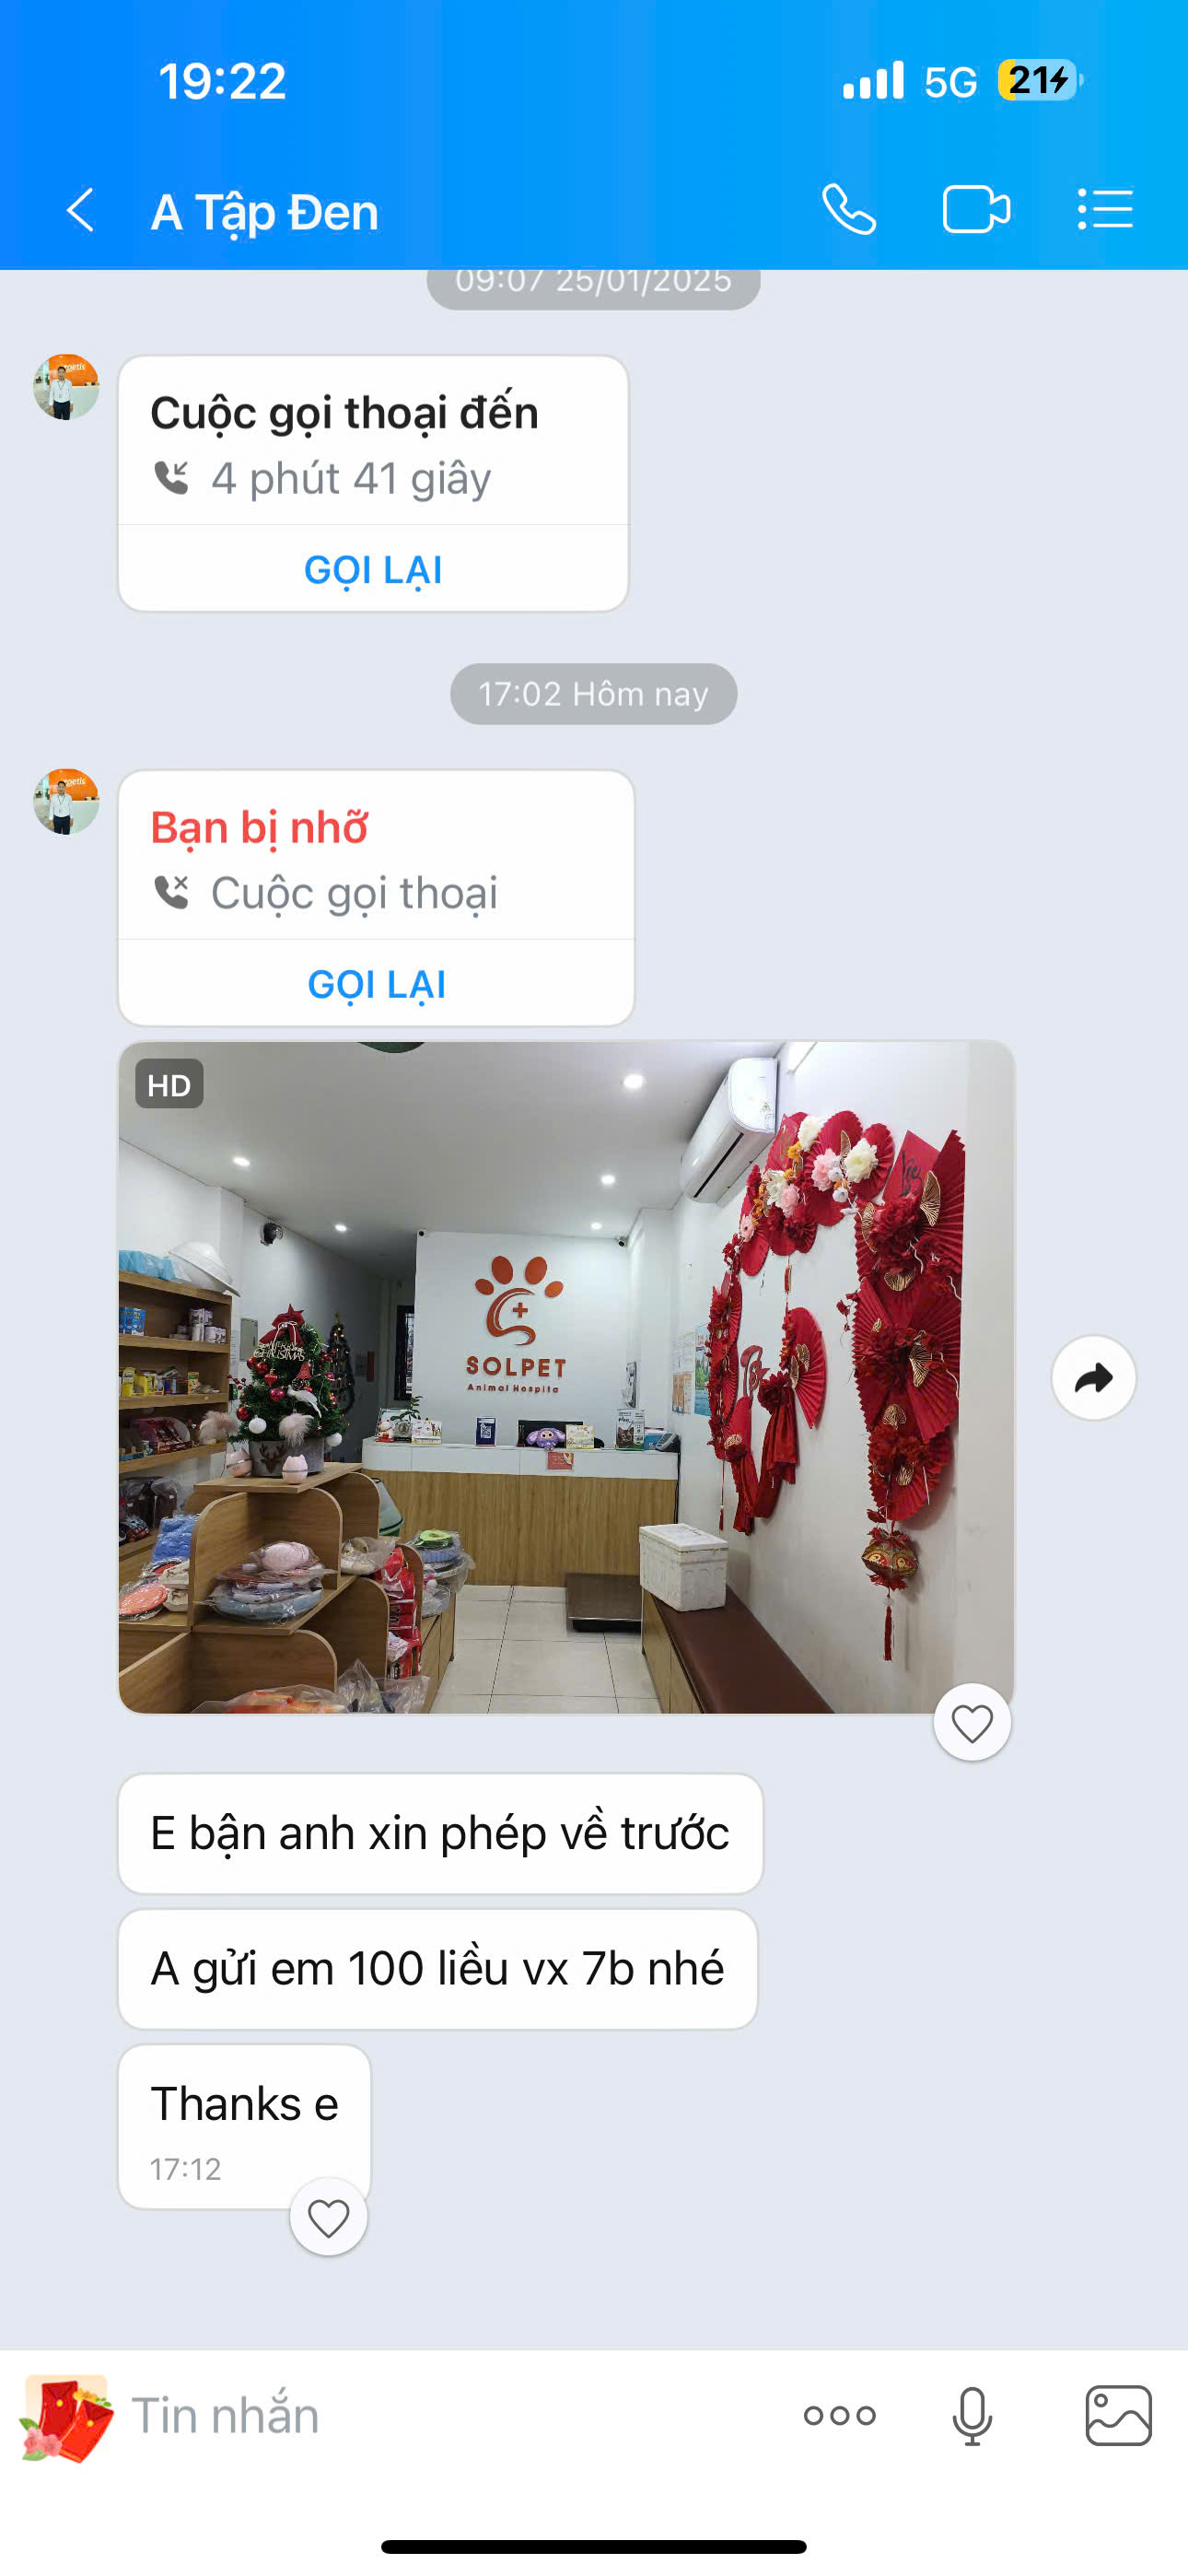 19:22
5G
21
A Tập Đen
09:07 25/01/2025
Cuộc gọi thoại đến
4 phút 41 giây
GỌI LẠI
17:02 Hôm nay
Bạn bị nhỡ
Cuộc gọi thoại
GỌI LẠI
HD
SOLPET
Animal Hospital
E bận anh xin phép về trước
A gửi em 100 liều vx 7b nhé
Thanks e
17:12
Tin nhắn